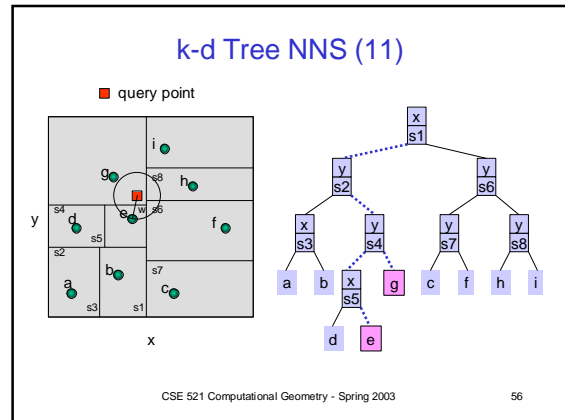 k-d Tree NNS (11)
query point
i
g
s8
h
w
s6
s4
d
e
f
y
s5
s2
s7
b
a
c
s3
s1
x
x
s1
y
s2
y
s6
x
s3
y
s4
y
s7
y
s8
a
b
x
s5
g
c
f
h
i
d
e
CSE 521 Computational Geometry - Spring 2003
56